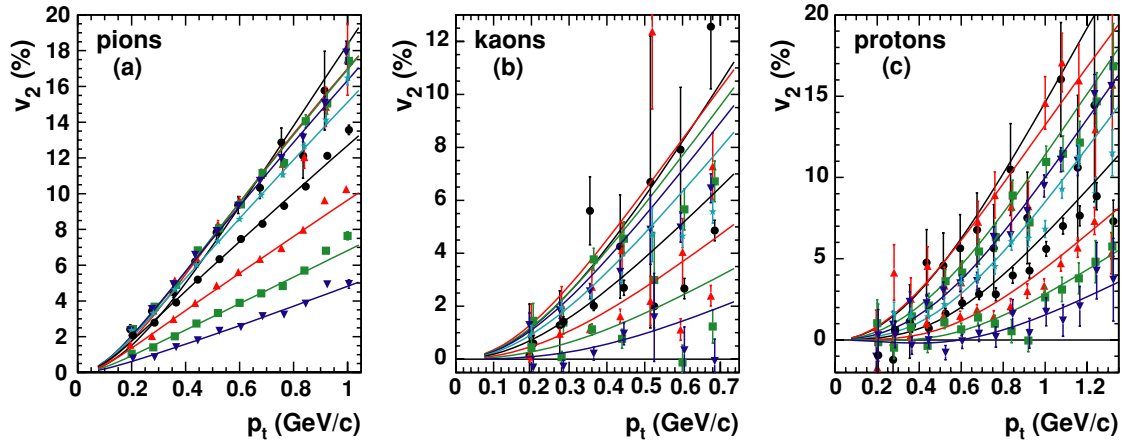 pions
(a)
v2 (%)
20
18
16
14
12
10
8
6
4
2
0
0 0.2 0.4 0.6 0.8 1
pt (GeV/c)
kaons
(b)
v2 (%)
12
10
8
6
4
2
0
0 0.1 0.2 0.3 0.4 0.5 0.6 0.7
pt (GeV/c)
protons
(c)
v2 (%)
20
15
10
5
0
0 0.2 0.4 0.6 0.8 1 1.2
pt (GeV/c)